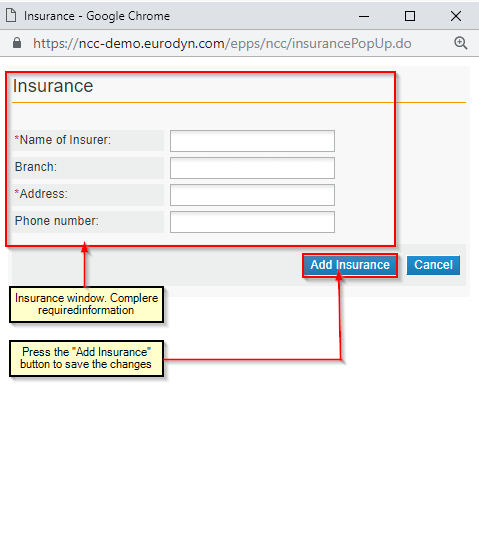 Insurance - Google Chrome
https://ncc-demo.eurodyn.com/epps/ncc/insurancePopUp.do
Insurance
*Name of Insurer:
Branch:
*Address:
Phone number:
Add Insurance Cancel
Insurance window. Complere
requiredinformation
Press the "Add Insurance"
button to save the changes